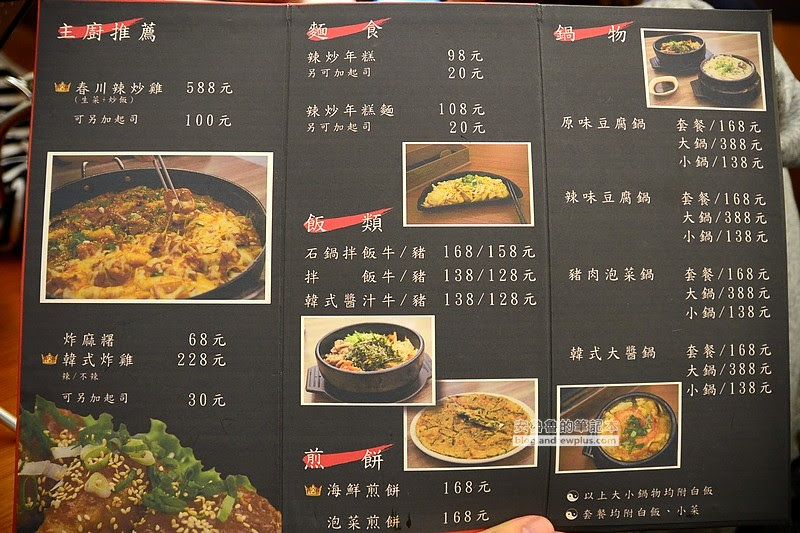 主廚推薦
春川辣炒雞 588元
(生菜+炒飯)
可另加起司 100元
炸麻糬 68元
韓式炸雞 228元
辣/不辣
可另加起司 30元
麵食
辣炒年糕 98元
另可加起司 20元
辣炒年糕麵 108元
另可加起司 20元
飯類
石鍋拌飯牛/豬 168/158元
拌飯牛/豬 138/128元
韓式醬汁牛/豬 138/128元
煎餅
海鮮煎餅 168元
泡菜煎餅 168元
鍋物
原味豆腐鍋 套餐/168元
大鍋/388元
小鍋/138元
辣味豆腐鍋 套餐/168元
大鍋/388元
小鍋/138元
豬肉泡菜鍋 套餐/168元
大鍋/388元
小鍋/138元
韓式大醬鍋 套餐/168元
大鍋/388元
小鍋/138元
以上大小鍋物均附白飯
套餐均附白飯、小菜
安小魯的筆記本
blog.andrewplus.com